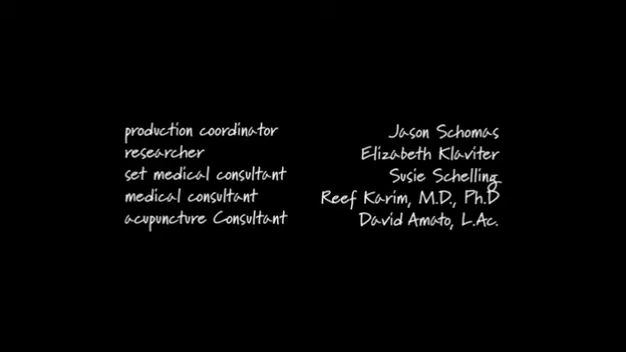 production coordinator Jason Schomas
researcher Elizabeth Klaviter
set medical consultant Susie Schelling
medical consultant Reef Karim, M.D., Ph.D
acupuncture Consultant David Amato, L.Ac.